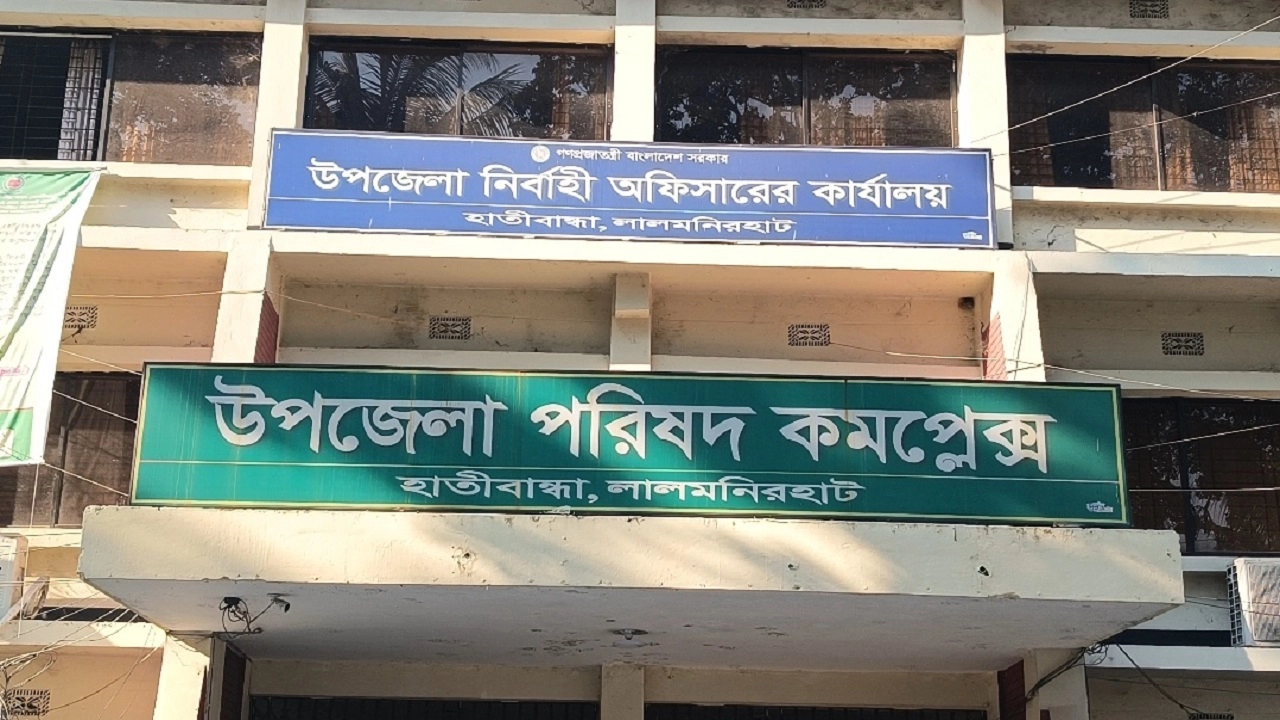 গণপ্রজাতন্ত্রী বাংলাদেশ সরকার
উপজেলা নির্বাহী অফিসারের কার্যালয়
হাতীবান্ধা, লালমনিরহাট
উপজেলা পরিষদ কমপ্লেক্স
হাতীবান্ধা, লালমনিরহাট